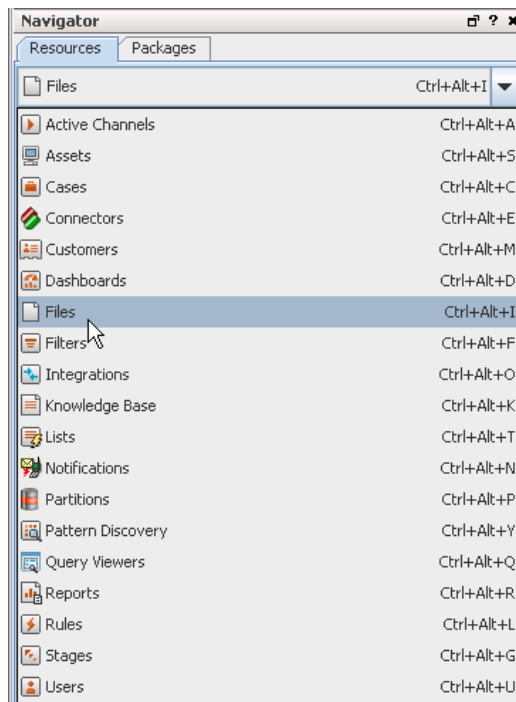 Navigator ?
Resources Packages
Files Ctrl+Alt+I
Active Channels Ctrl+Alt+A
Assets Ctrl+Alt+S
Cases Ctrl+Alt+C
Connectors Ctrl+Alt+E
Customers Ctrl+Alt+M
Dashboards Ctrl+Alt+D
Files Ctrl+Alt+I
Filters Ctrl+Alt+F
Integrations Ctrl+Alt+O
Knowledge Base Ctrl+Alt+K
Lists Ctrl+Alt+T
Notifications Ctrl+Alt+N
Partitions Ctrl+Alt+P
Pattern Discovery Ctrl+Alt+Y
Query Viewers Ctrl+Alt+Q
Reports Ctrl+Alt+R
Rules Ctrl+Alt+L
Stages Ctrl+Alt+G
Users Ctrl+Alt+U